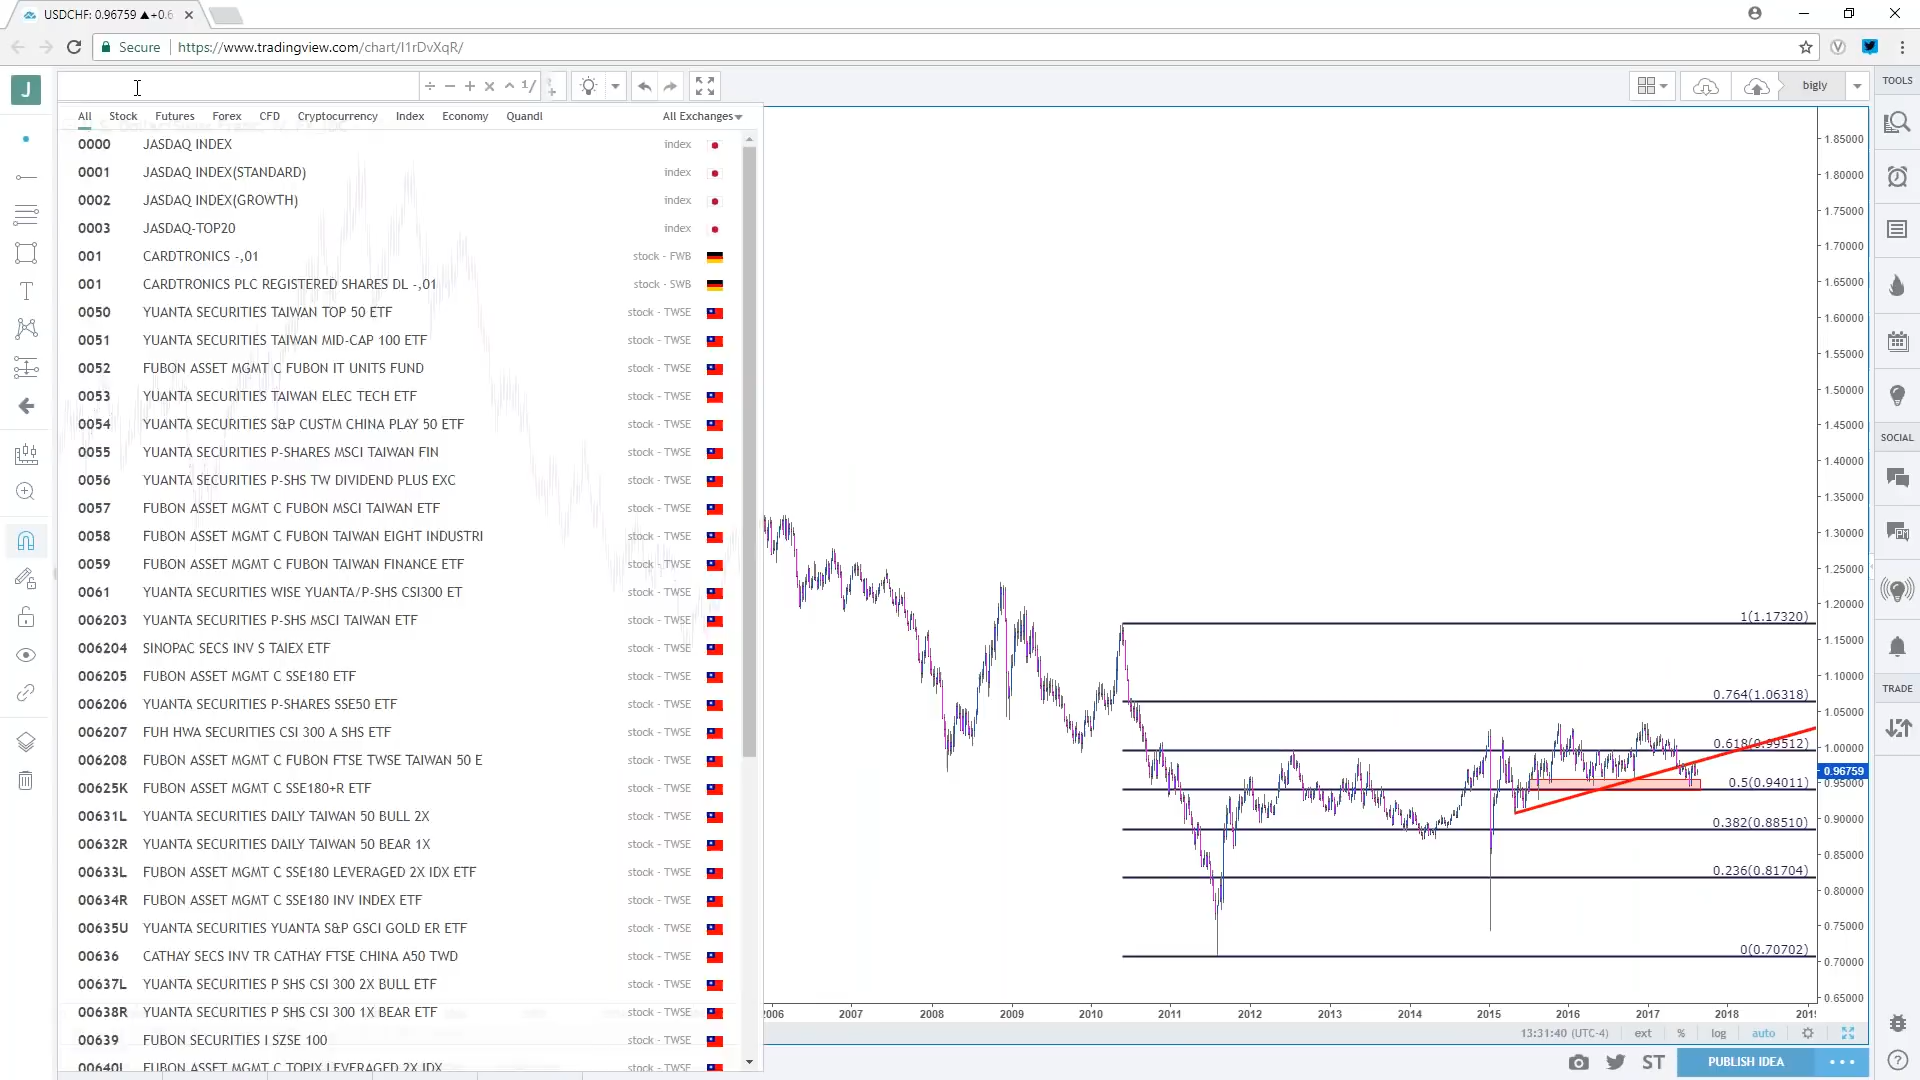 USDCHF: 0.96759 ▲+0.6
Secure
https://www.tradingview.com/chart/I1rDvXqR/
J
1/
bigly
TOOLS
All Stock Futures Forex CFD Cryptocurrency Index Economy Quandl All Exchanges
0000 JASDAQ INDEX index
0001 JASDAQ INDEX(STANDARD) index
0002 JASDAQ INDEX(GROWTH) index
0003 JASDAQ-TOP20 index
001 CARDTRONICS -,01 stock - FWB
001 CARDTRONICS PLC REGISTERED SHARES DL -,01 stock - SWB
0050 YUANTA SECURITIES TAIWAN TOP 50 ETF stock - TWSE
0051 YUANTA SECURITIES TAIWAN MID-CAP 100 ETF stock - TWSE
0052 FUBON ASSET MGMT C FUBON IT UNITS FUND stock - TWSE
0053 YUANTA SECURITIES TAIWAN ELEC TECH ETF stock - TWSE
0054 YUANTA SECURITIES S&P CUSTM CHINA PLAY 50 ETF stock - TWSE
0055 YUANTA SECURITIES P-SHARES MSCI TAIWAN FIN stock - TWSE
0056 YUANTA SECURITIES P-SHS TW DIVIDEND PLUS EXC stock - TWSE
0057 FUBON ASSET MGMT C FUBON MSCI TAIWAN ETF stock - TWSE
0058 FUBON ASSET MGMT C FUBON TAIWAN EIGHT INDUSTRI stock - TWSE
0059 FUBON ASSET MGMT C FUBON TAIWAN FINANCE ETF stock - TWSE
0061 YUANTA SECURITIES WISE YUANTA/P-SHS CSI300 ET stock - TWSE
006203 YUANTA SECURITIES P-SHS MSCI TAIWAN ETF stock - TWSE
006204 SINOPAC SECS INV S TAIEX ETF stock - TWSE
006205 FUBON ASSET MGMT C SSE180 ETF stock - TWSE
006206 YUANTA SECURITIES P-SHARES SSE50 ETF stock - TWSE
006207 FUH HWA SECURITIES CSI 300 A SHS ETF stock - TWSE
006208 FUBON ASSET MGMT C FUBON FTSE TWSE TAIWAN 50 E stock - TWSE
00625K FUBON ASSET MGMT C SSE180+R ETF stock - TWSE
00631L YUANTA SECURITIES DAILY TAIWAN 50 BULL 2X stock - TWSE
00632R YUANTA SECURITIES DAILY TAIWAN 50 BEAR 1X stock - TWSE
00633L FUBON ASSET MGMT C SSE180 LEVERAGED 2X IDX ETF stock - TWSE
00634R FUBON ASSET MGMT C SSE180 INV INDEX ETF stock - TWSE
00635U YUANTA SECURITIES YUANTA S&P GSCI GOLD ER ETF stock - TWSE
00636 CATHAY SECS INV TR CATHAY FTSE CHINA A50 TWD stock - TWSE
00637L YUANTA SECURITIES P SHS CSI 300 2X BULL ETF stock - TWSE
00638R YUANTA SECURITIES P SHS CSI 300 1X BEAR ETF stock - TWSE
00639 FUBON SECURITIES I SZSE 100 stock - TWSE
00640L FUBON ASSET MGMT C TOPIX LEVERAGED 2X IDX stock - TWSE
1(1.17320)
0.764(1.06318)
0.618(0.99512)
0.5(0.94011)
0.382(0.88510)
0.236(0.81704)
0(0.70702)
1.85000
1.80000
1.75000
1.70000
1.65000
1.60000
1.55000
1.50000
1.45000
1.40000
1.35000
1.30000
1.25000
1.20000
1.15000
1.10000
1.05000
1.00000
0.96759
0.95000
0.90000
0.85000
0.80000
0.75000
0.70000
0.65000
2006 2007 2008 2009 2010 2011 2012 2013 2014 2015 2016 2017 2018 2019
13:31:40 (UTC-4) ext % log auto
ST
PUBLISH IDEA
SOCIAL
TRADE